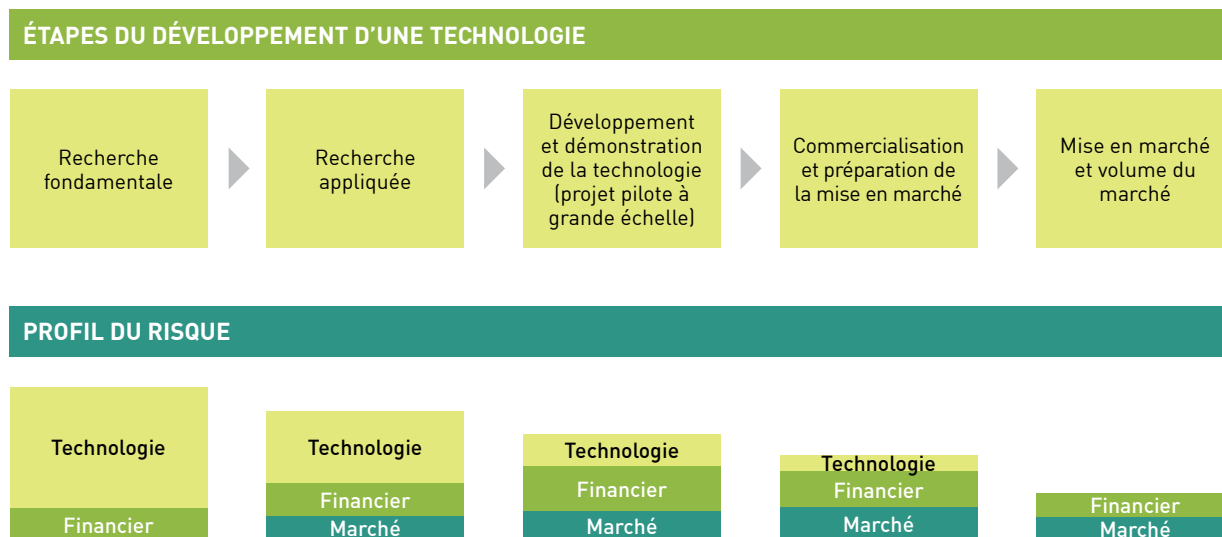 ÉTAPES DU DÉVELOPPEMENT D'UNE TECHNOLOGIE
Recherche
fondamentale
Recherche
appliquée
Développement
et démonstration
de la technologie
(projet pilote à
grande échelle)
Commercialisation
et préparation de
la mise en marché
Mise en marché
et volume du
marché
PROFIL DU RISQUE
Technologie
Financier
Technologie
Financier
Marché
Technologie
Financier
Marché
Technologie
Financier
Marché
Financier
Marché